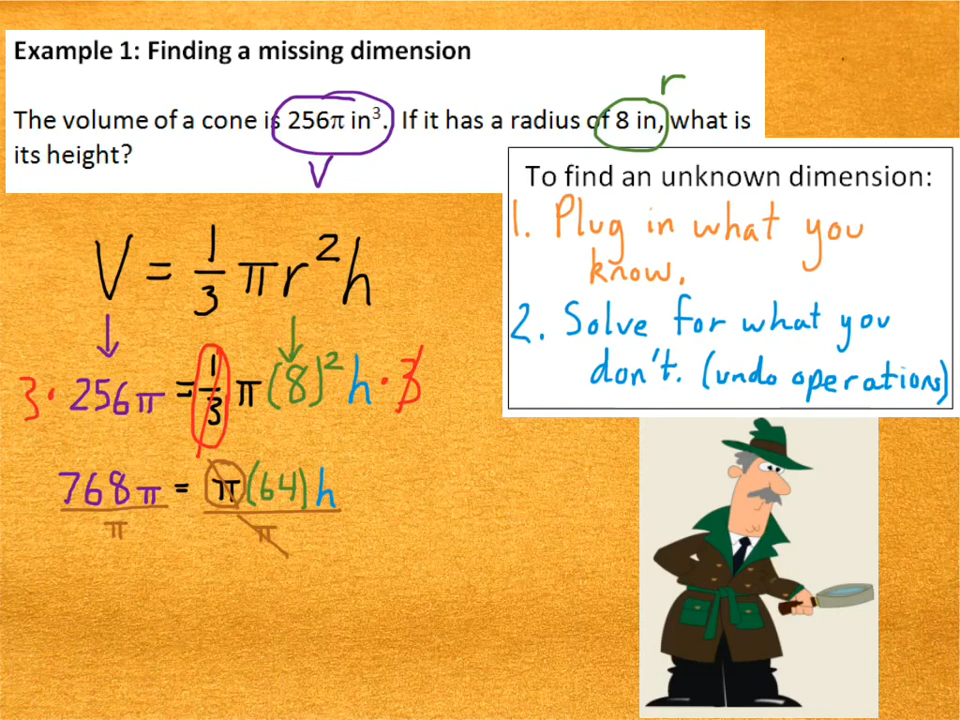 Example 1: Finding a missing dimension
r
The volume of a cone is 256π in³. If it has a radius of 8 in, what is
its height?
V
To find an unknown dimension:
1. Plug in what you
know.
2. Solve for what you
don't. (undo operations)
V = 1/3 πr²h
3 · 256π = 1/3 π (8)² h · 3
768π = π (64) h
π π